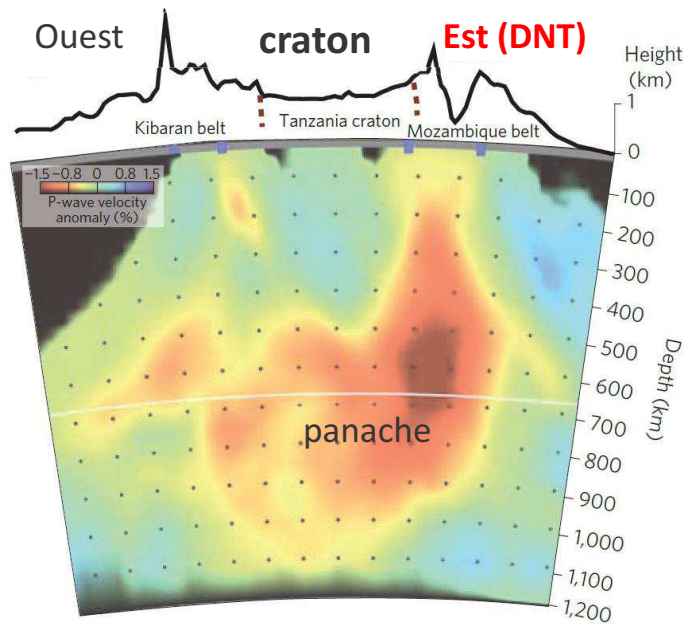 Ouest
craton
Est (DNT)
Height
(km)
1
0
Kibaran belt
Tanzania craton
Mozambique belt
−1.5 −0.8 0 0.8 1.5
P-wave velocity
anomaly (%)
100
200
300
400
500
600
700
800
900
1,000
1,100
1,200
Depth (km)
panache